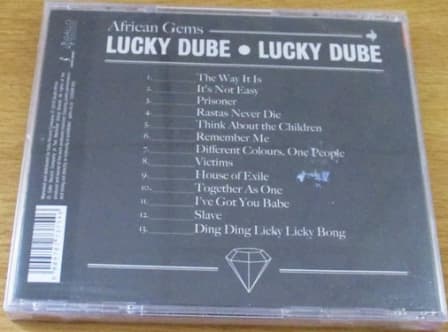 African Gems
LUCKY DUBE • LUCKY DUBE
1. The Way It Is
2. It's Not Easy
3. Prisoner
4. Rastas Never Die
5. Think About the Children
6. Remember Me
7. Different Colours, One People
8. Victims
9. House of Exile
10. Together As One
11. I've Got You Babe
12. Slave
13. Ding Ding Licky Licky Bong